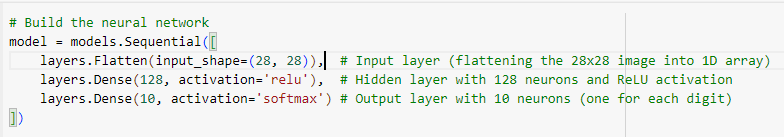 # Build the neural network
model = models.Sequential([
    layers.Flatten(input_shape=(28, 28)),  # Input layer (flattening the 28x28 image into 1D array)
    layers.Dense(128, activation='relu'),  # Hidden layer with 128 neurons and ReLU activation
    layers.Dense(10, activation='softmax') # Output layer with 10 neurons (one for each digit)
])